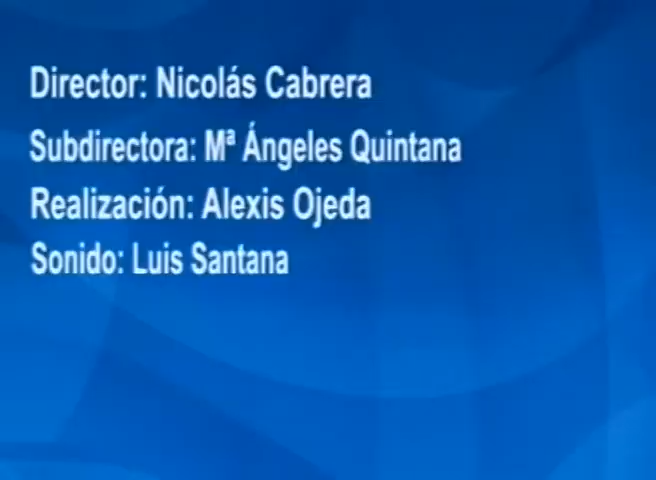 Director: Nicolás Cabrera
Subdirectora: Mª Ángeles Quintana
Realización: Alexis Ojeda
Sonido: Luis Santana